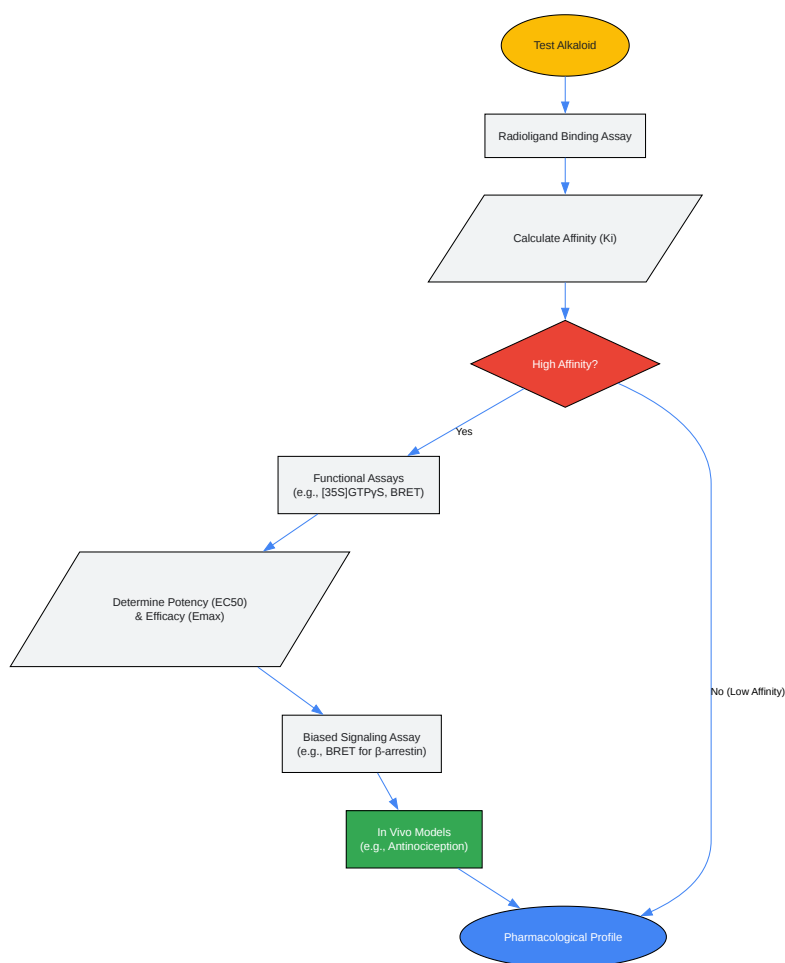 Test Alkaloid
Radioligand Binding Assay
Calculate Affinity (Ki)
High Affinity?
Yes
Functional Assays
(e.g., [35S]GTPγS, BRET)
Determine Potency (EC50)
& Efficacy (Emax)
No (Low Affinity)
Biased Signaling Assay
(e.g., BRET for β-arrestin)
In Vivo Models
(e.g., Antinociception)
Pharmacological Profile